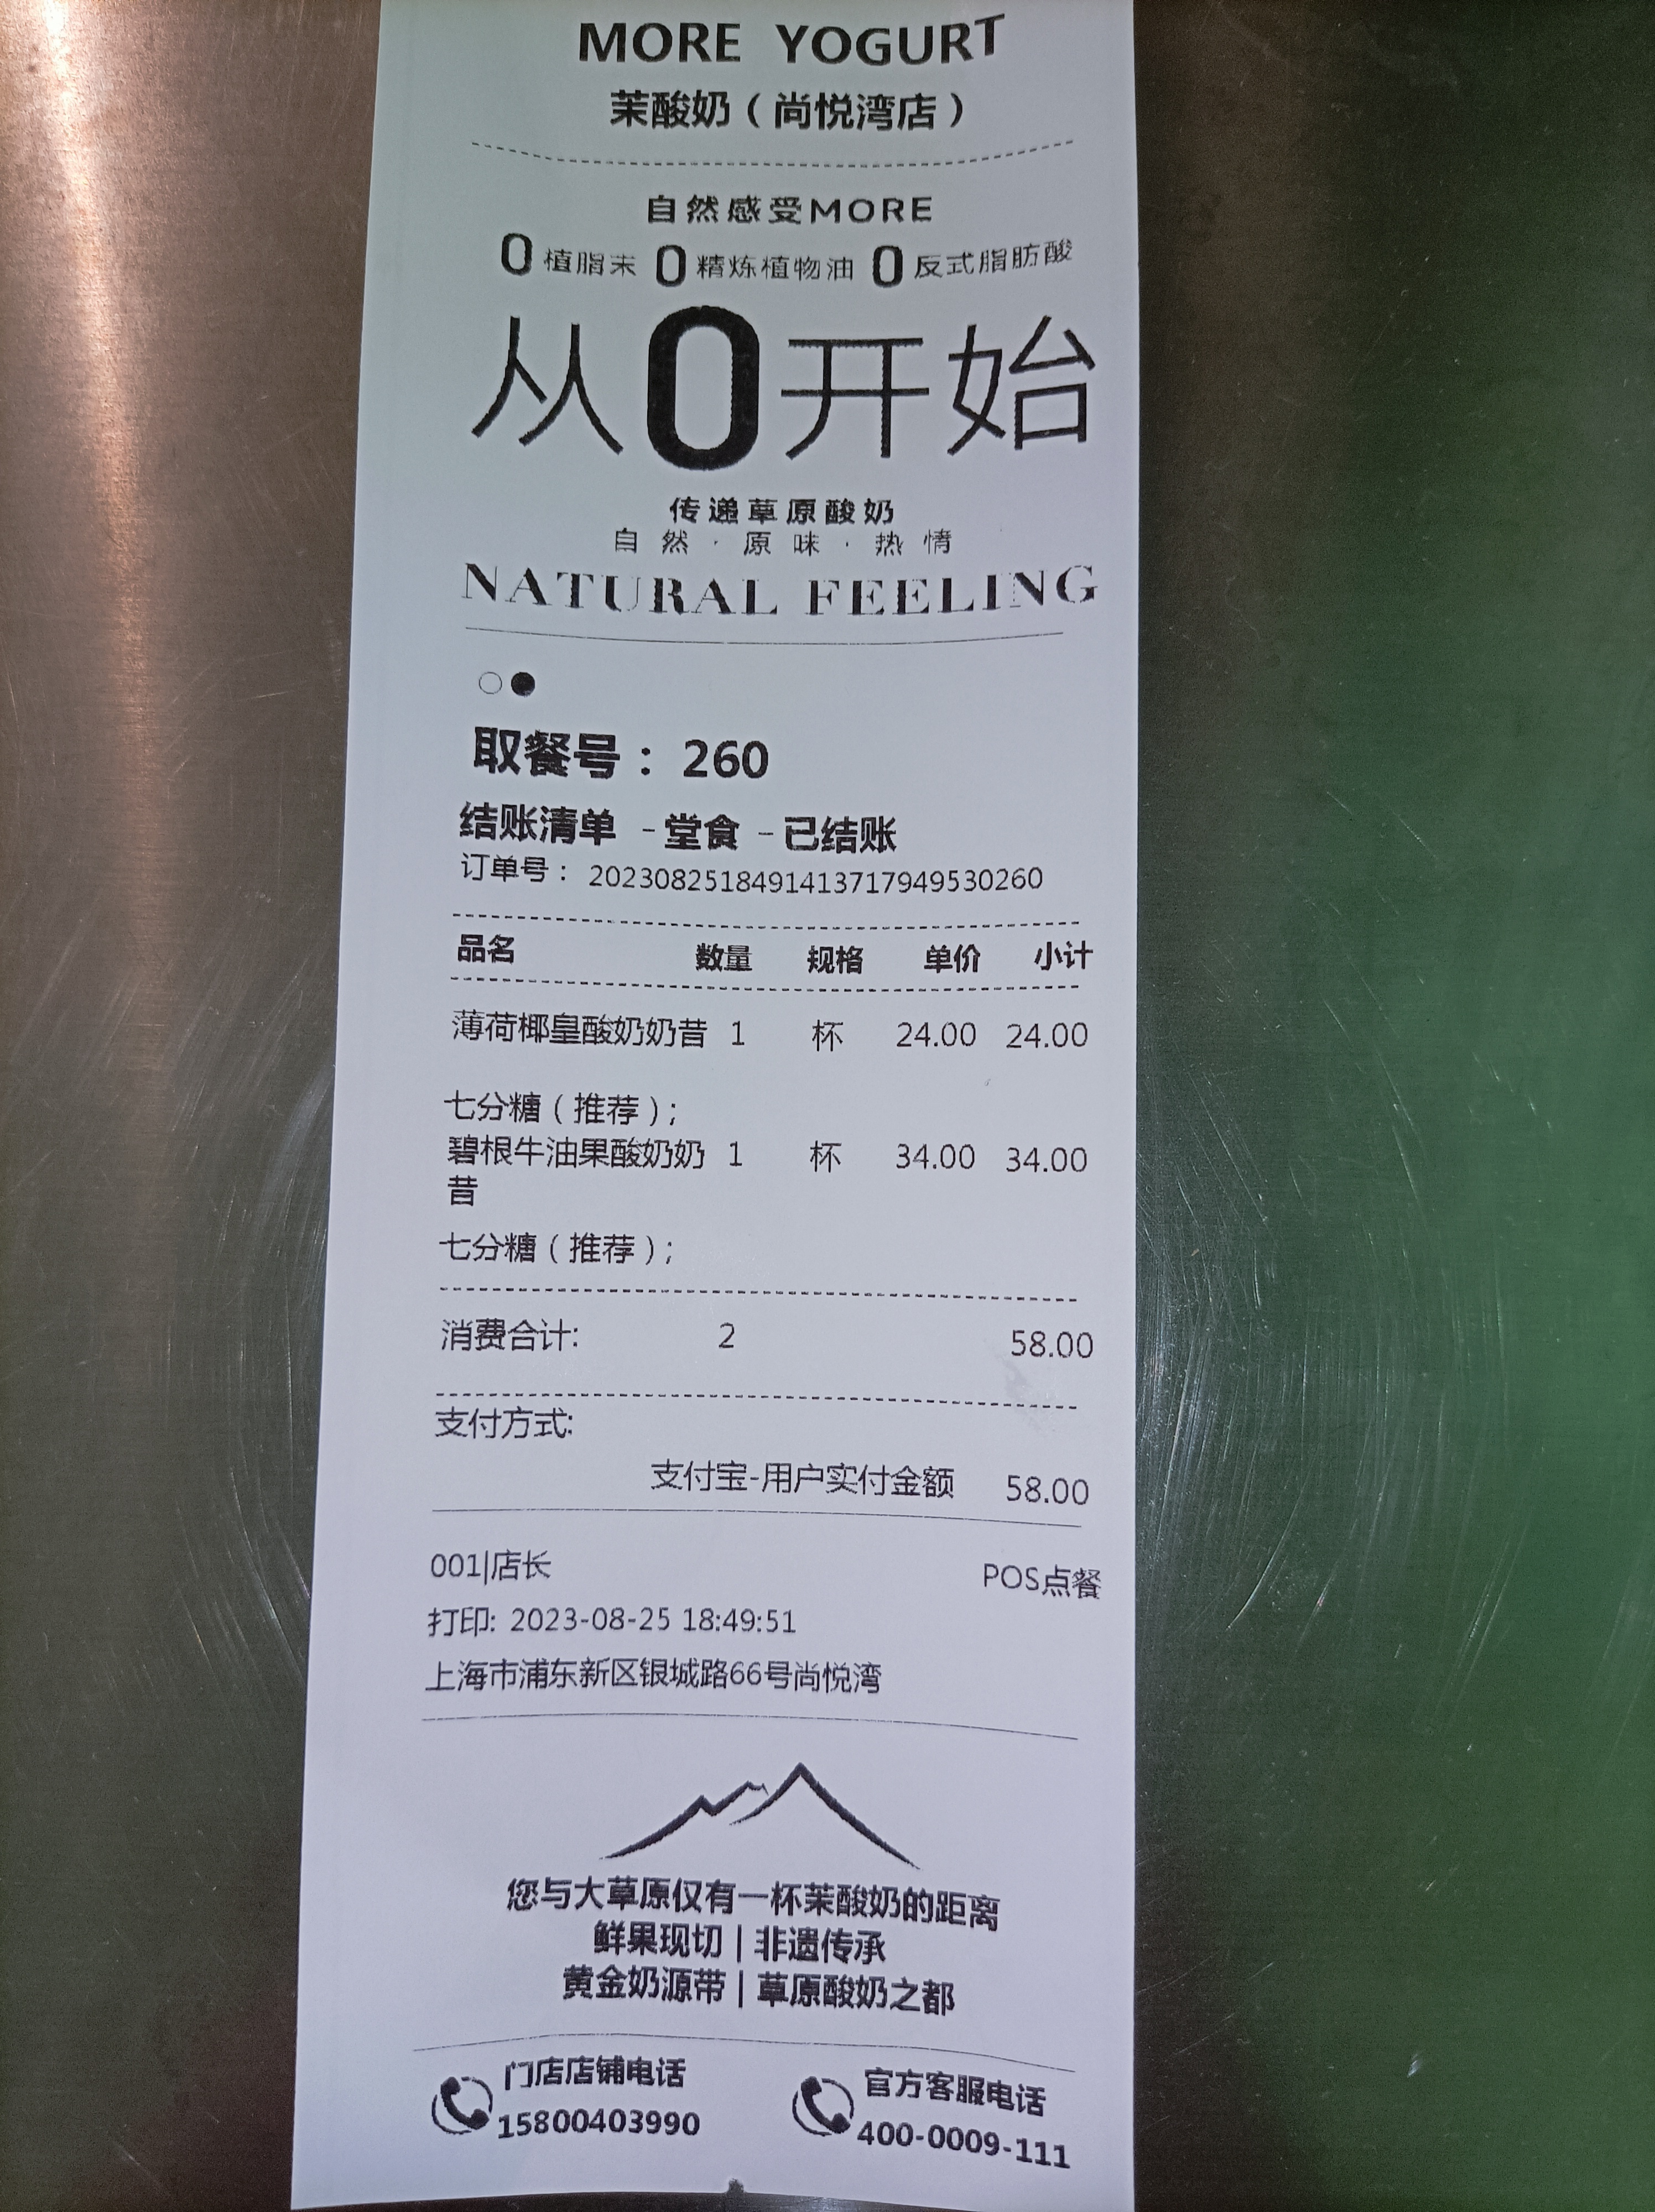 MORE YOGURT
茉酸奶（尚悦湾店）
自然感受MORE
0植脂末 0精炼植物油 0反式脂肪酸
从0开始
传递草原酸奶
自然·原味·热情
NATURAL FEELING
取餐号： 260
结账清单 -堂食 -已结账
订单号： 2023082518491413717949530260
品名 数量 规格 单价 小计
薄荷椰皇酸奶奶昔 1 杯 24.00 24.00
七分糖（推荐）;
碧根牛油果酸奶奶 1 杯 34.00 34.00
昔
七分糖（推荐）;
消费合计: 2 58.00
支付方式:
支付宝-用户实付金额 58.00
001|店长 POS点餐
打印: 2023-08-25 18:49:51
上海市浦东新区银城路66号尚悦湾
您与大草原仅有一杯茉酸奶的距离
鲜果现切｜非遗传承
黄金奶源带｜草原酸奶之都
门店店铺电话 官方客服电话
15800403990 400-0009-111